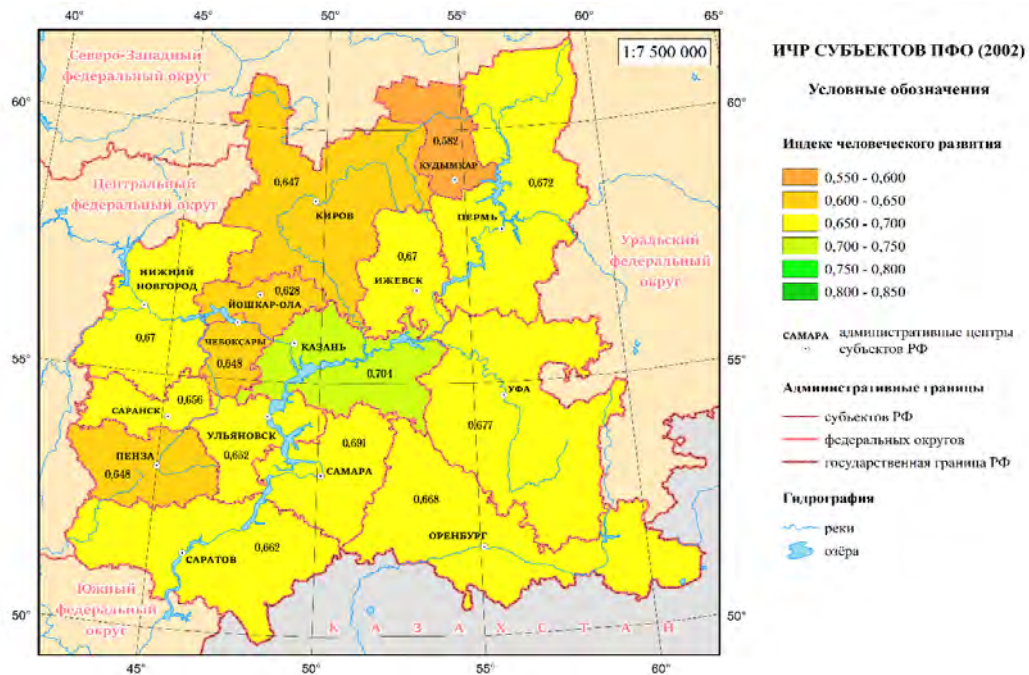 40°
45°
50°
55°
60°
65°
Северо-Западный
федеральный округ
1:7 500 000
60°
60°
0,582
КУДЫМКАР
0,647
КИРОВ
0,672
ПЕРМЬ
Центральный
федеральный округ
Уральский
федеральный
округ
НИЖНИЙ
НОВГОРОД
0,67
ИЖЕВСК
0,628
ЙОШКАР-ОЛА
0,67
ЧЕБОКСАРЫ
0,648
КАЗАНЬ
0,704
55°
55°
УФА
0,656
САРАНСК
УЛЬЯНОВСК
0,652
0,677
ПЕНЗА
0,648
0,691
САМАРА
0,668
ОРЕНБУРГ
0,662
САРАТОВ
Южный
федеральный
округ
50°
50°
КАЗАХСТАН
45°
50°
55°
60°
ИЧР СУБЪЕКТОВ ПФО (2002)
Условные обозначения
Индекс человеческого развития
0,550 - 0,600
0,600 - 0,650
0,650 - 0,700
0,700 - 0,750
0,750 - 0,800
0,800 - 0,850
САМАРА административные центры
субъектов РФ
Административные границы
субъектов РФ
федеральных округов
государственная граница РФ
Гидрография
реки
озёра